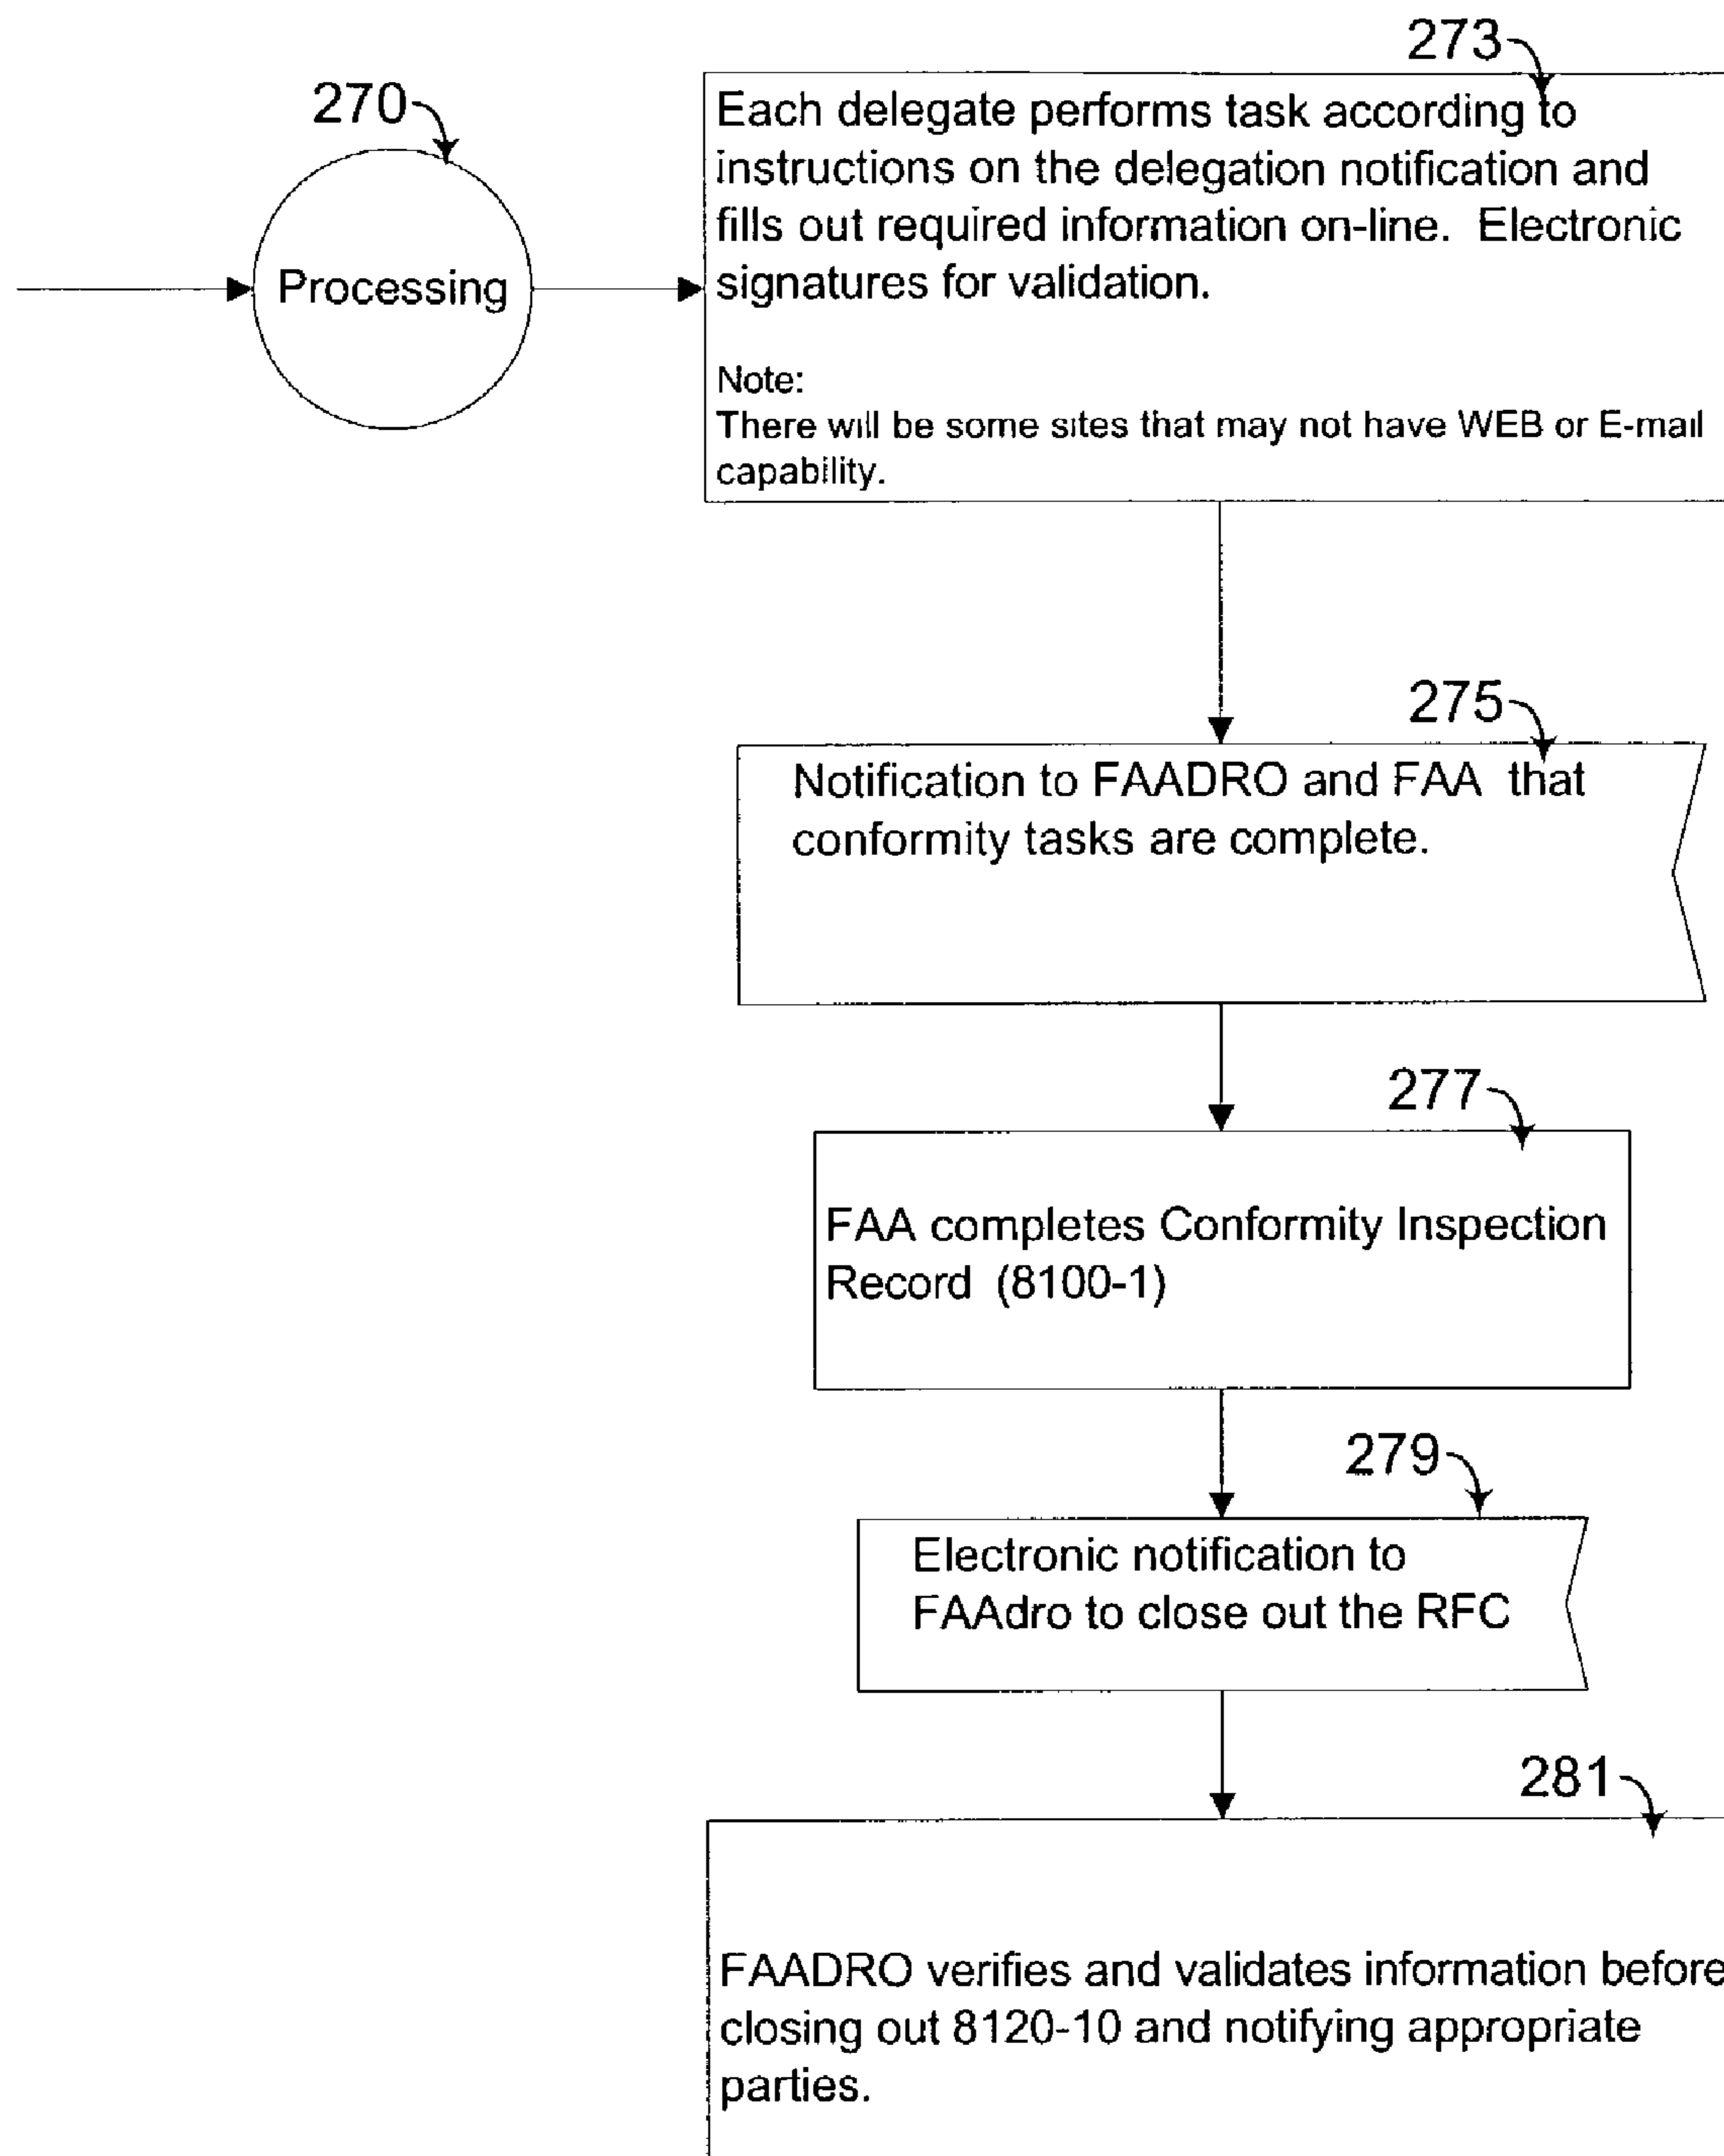 273
270
Each delegate performs task according to
instructions on the delegation notification and
fills out required information on-line. Electronic
signatures for validation.
Processing
Note:
There will be some sites that may not have WEB or E-mail
capability.
275
Notification to FAADRO and FAA that
conformity tasks are complete.
277
FAA completes Conformity Inspection
Record (8100-1)
279
Electronic notification to
FAAdro to close out the RFC
281
FAADRO verifies and validates information before
closing out 8120-10 and notifying appropriate
parties.